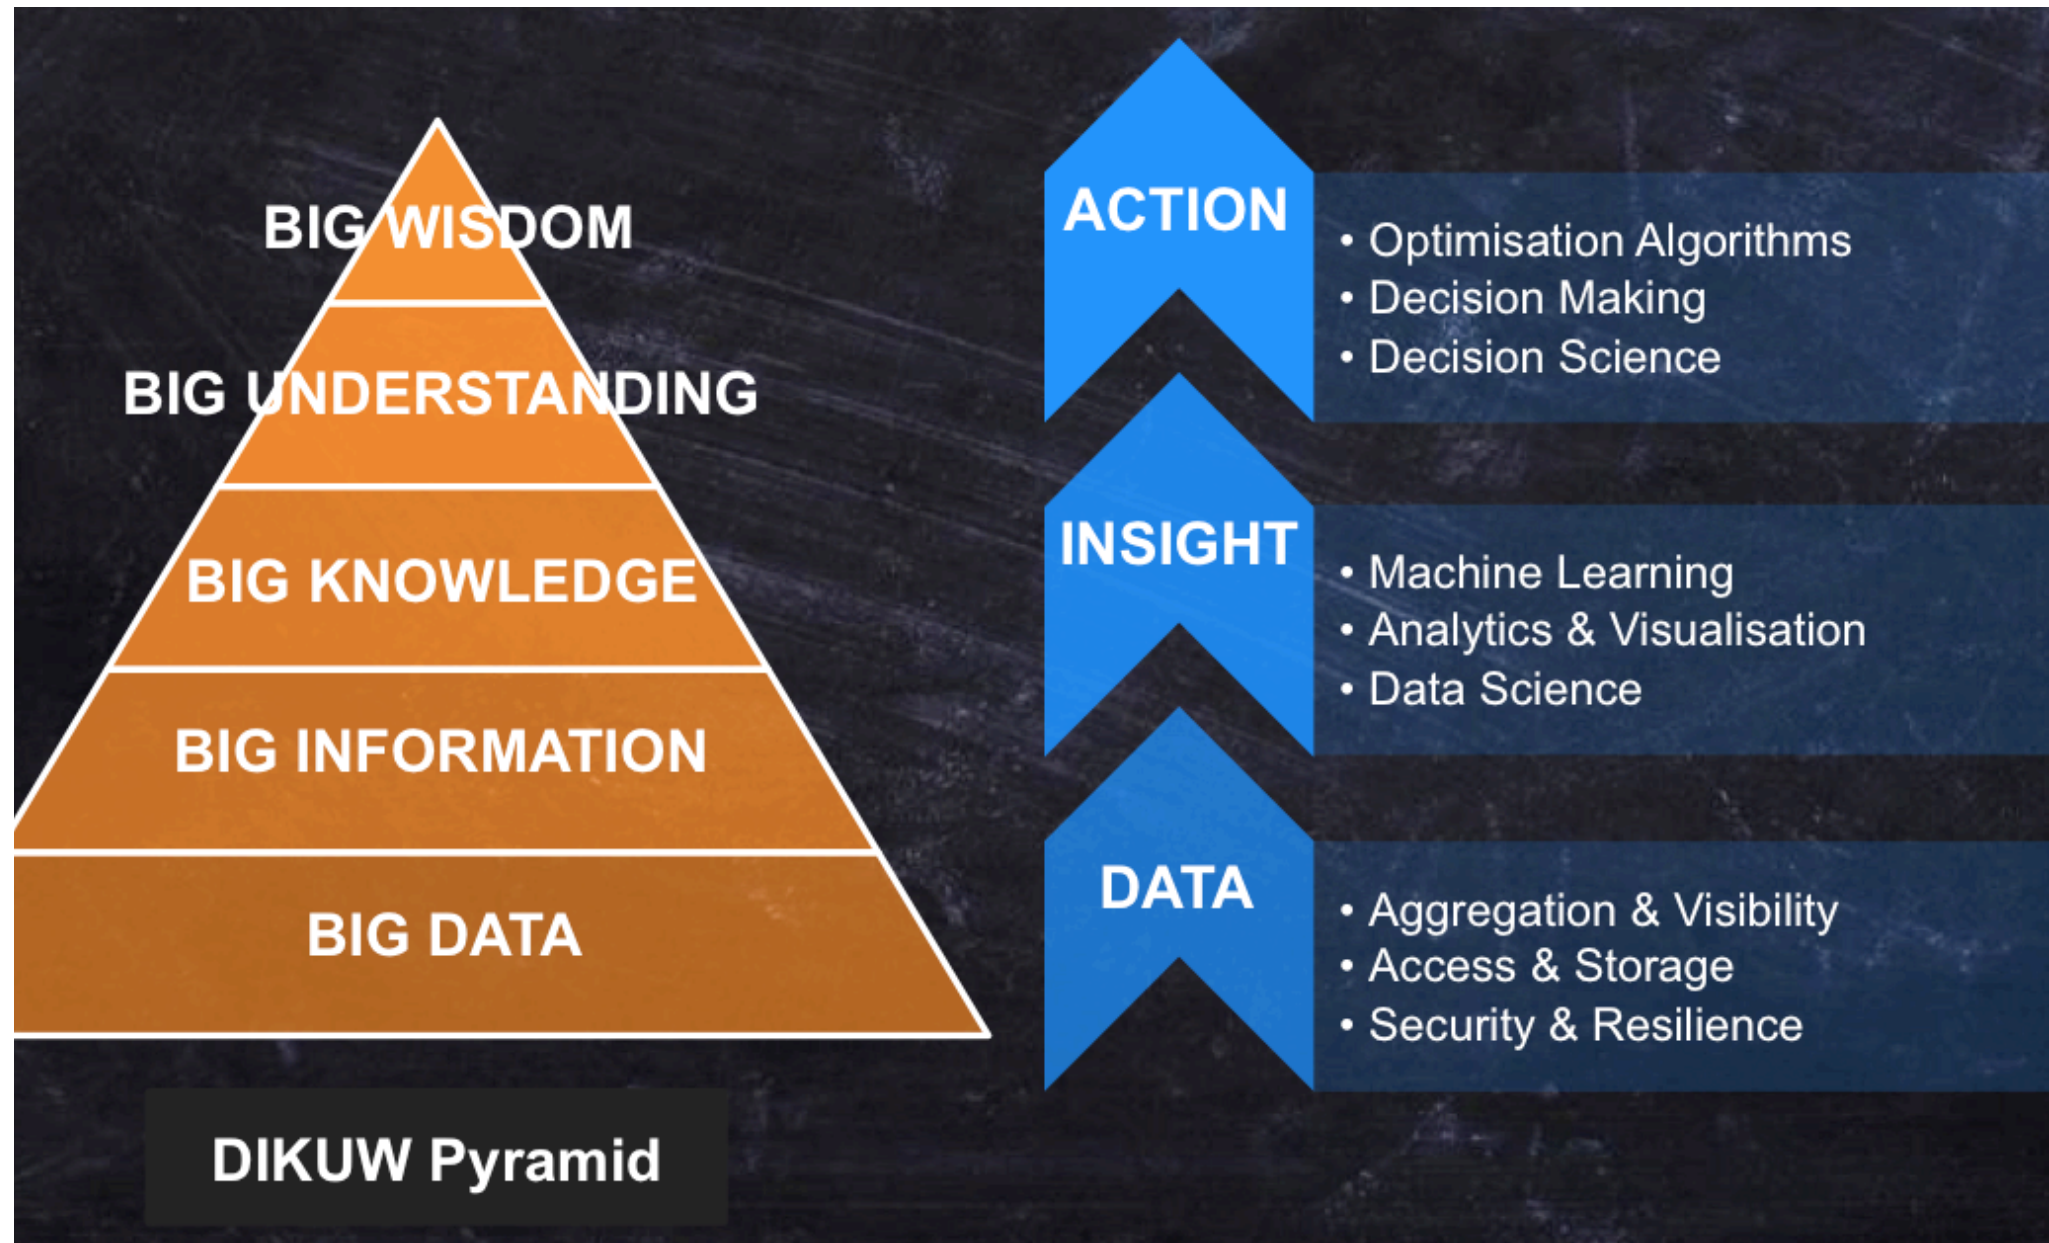 BIG WISDOM
BIG UNDERSTANDING
BIG KNOWLEDGE
BIG INFORMATION
BIG DATA
DIKUW Pyramid
ACTION
• Optimisation Algorithms
• Decision Making
• Decision Science
INSIGHT
• Machine Learning
• Analytics & Visualisation
• Data Science
DATA
• Aggregation & Visibility
• Access & Storage
• Security & Resilience